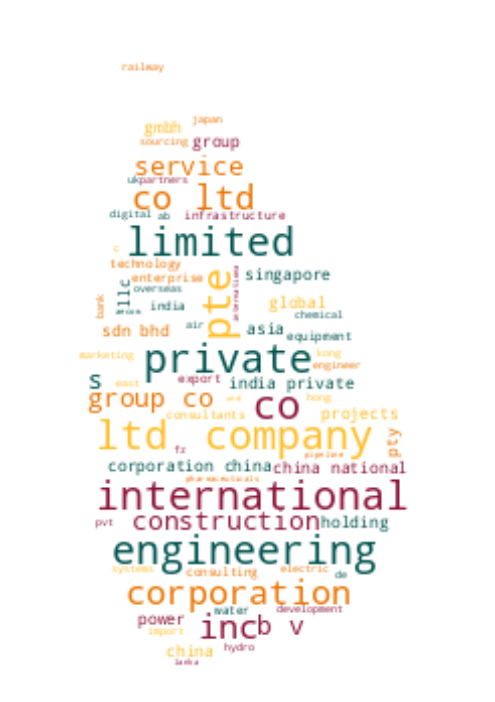 railway
japan
gmbh
sourcing group
service
ukpartners
co ltd
digital ab infrastructure
limited
c
technology singapore
enterprise
pte
international
llc
overseas
bank
india
global
chemical
air asia
sdn bhd
equipment
marketing private kong
engineer
s east export india private
group co
co
hong
consultants projects
ltd company
pty
fz
pipeline
corporation china china national
pharmaceuticals
international
pvt construction holding
engineering
systems consulting electric de
corporation
water development
power
inc b v
import
hydro
china
lanka